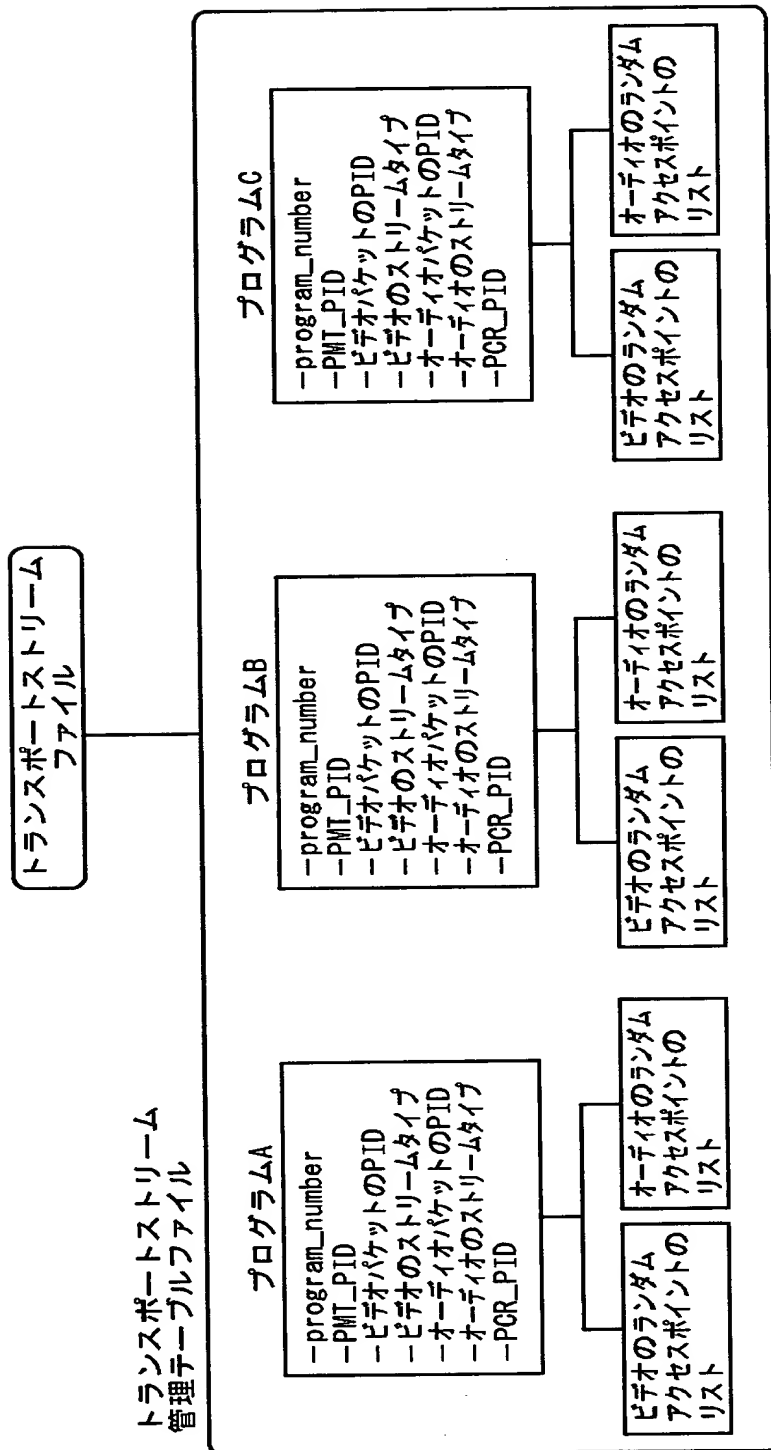 トランスポートストリーム
ファイル
トランスポートストリーム
管理テーブルファイル
プログラムA
－program_number
－PMT_PID
－ビデオパケットのPID
－ビデオのストリームタイプ
－オーディオパケットのPID
－オーディオのストリームタイプ
－PCR_PID
ビデオのランダム
アクセスポイントの
リスト
オーディオのランダム
アクセスポイントの
リスト
プログラムB
－program_number
－PMT_PID
－ビデオパケットのPID
－ビデオのストリームタイプ
－オーディオパケットのPID
－オーディオのストリームタイプ
－PCR_PID
ビデオのランダム
アクセスポイントの
リスト
オーディオのランダム
アクセスポイントの
リスト
プログラムC
－program_number
－PMT_PID
－ビデオパケットのPID
－ビデオのストリームタイプ
－オーディオパケットのPID
－オーディオのストリームタイプ
－PCR_PID
ビデオのランダム
アクセスポイントの
リスト
オーディオのランダム
アクセスポイントの
リスト